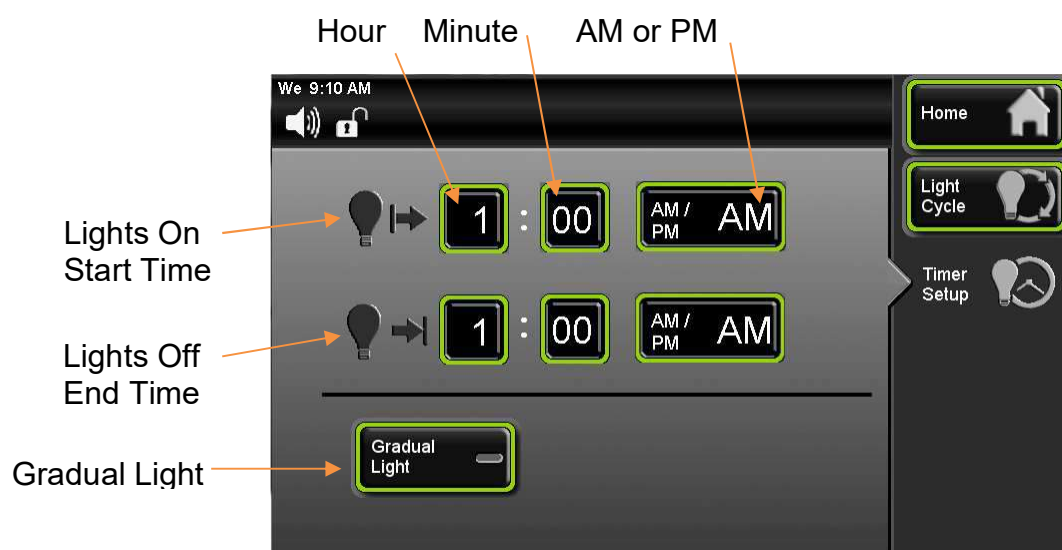 Hour Minute AM or PM
We 9:10 AM
Home
Light
Cycle
Timer
Setup
Lights On
Start Time
1 : 00 AM /
PM AM
Lights Off
End Time
1 : 00 AM /
PM AM
Gradual Light
Gradual
Light